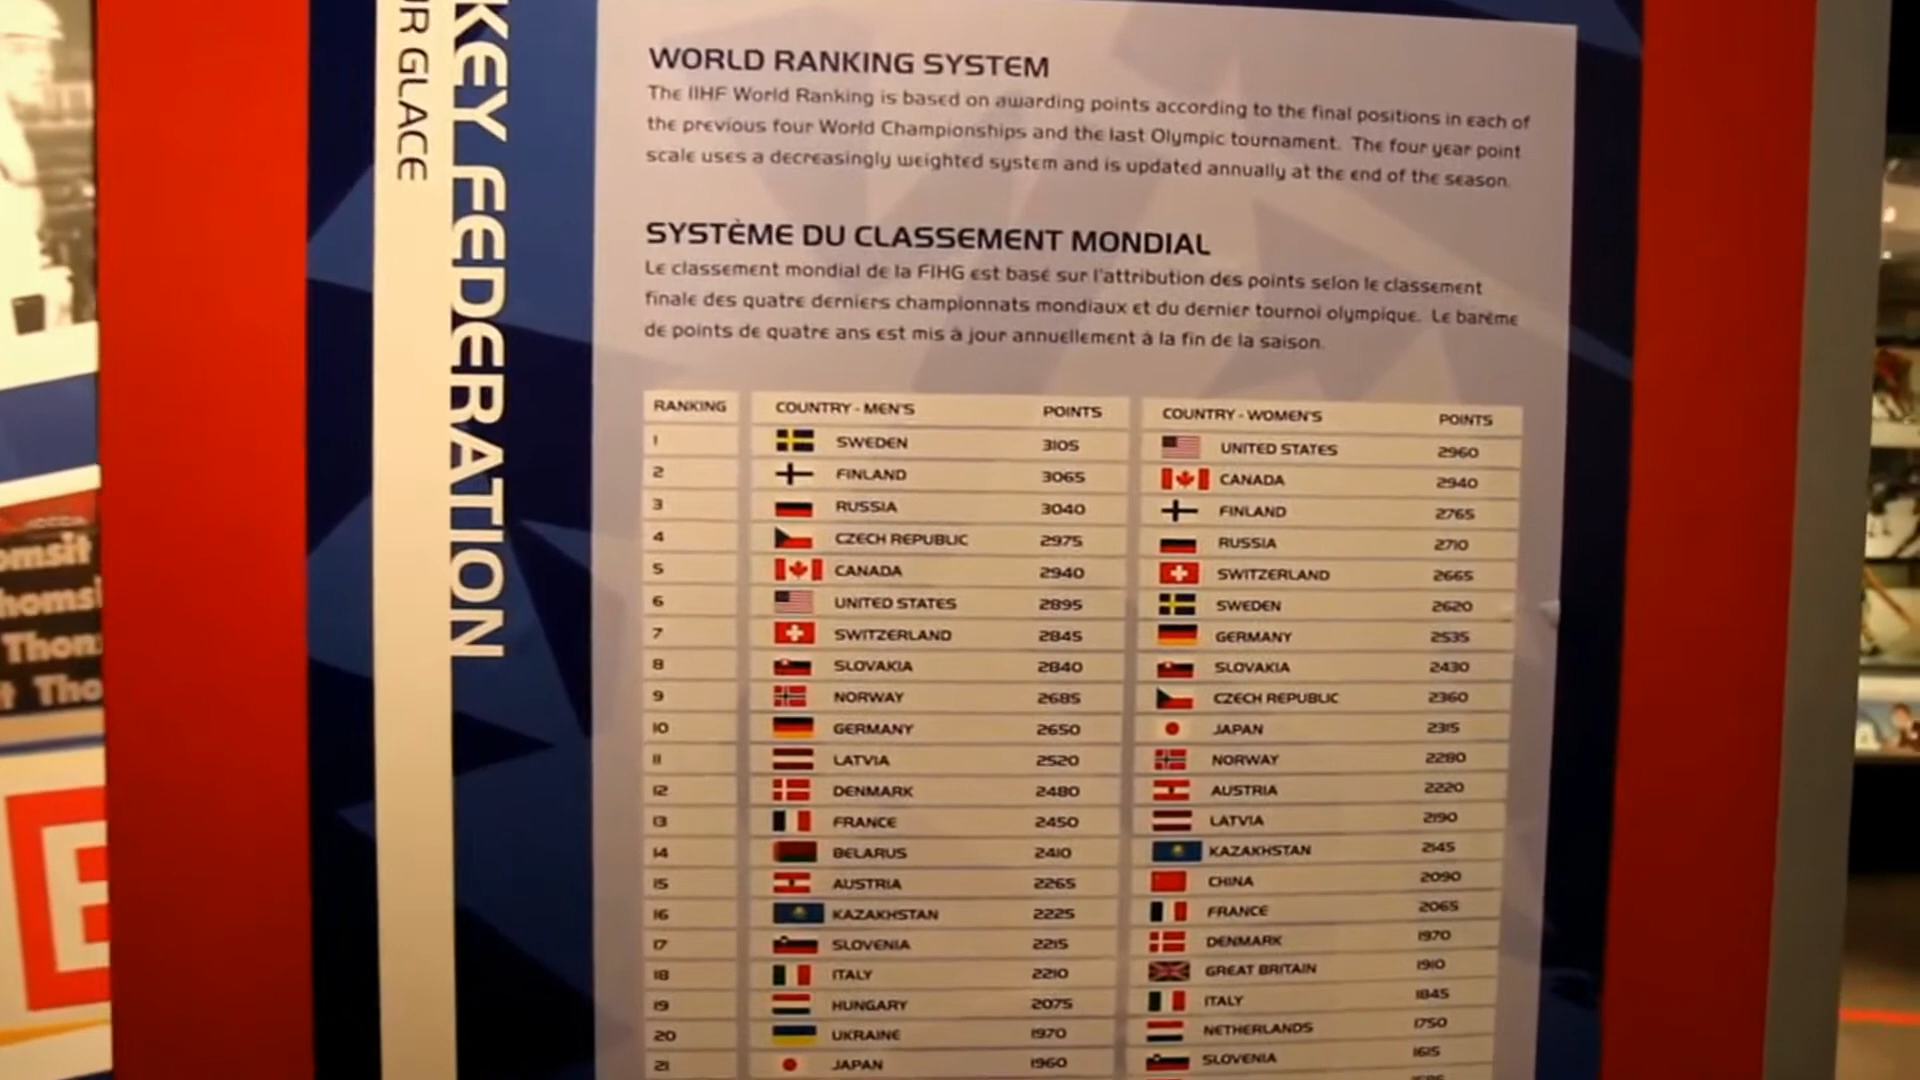 KEY FEDERATION
UR GLACE
WORLD RANKING SYSTEM
The IIHF World Ranking is based on awarding points according to the final positions in each of
the previous four World Championships and the last Olympic tournament. The four year point
scale uses a decreasingly weighted system and is updated annually at the end of the season.
SYSTÈME DU CLASSEMENT MONDIAL
Le classement mondial de la FIHG est basé sur l'attribution des points selon le classement
finale des quatre derniers championnats mondiaux et du dernier tournoi olympique. Le barème
de points de quatre ans est mis à jour annuellement à la fin de la saison.
RANKING COUNTRY - MEN'S POINTS COUNTRY - WOMEN'S POINTS
1 SWEDEN 3105 UNITED STATES 2960
2 FINLAND 3065 CANADA 2940
3 RUSSIA 3040 FINLAND 2765
4 CZECH REPUBLIC 2975 RUSSIA 2710
5 CANADA 2940 SWITZERLAND 2665
6 UNITED STATES 2895 SWEDEN 2620
7 SWITZERLAND 2845 GERMANY 2535
8 SLOVAKIA 2840 SLOVAKIA 2430
9 NORWAY 2685 CZECH REPUBLIC 2360
10 GERMANY 2650 JAPAN 2315
11 LATVIA 2520 NORWAY 2280
12 DENMARK 2480 AUSTRIA 2220
13 FRANCE 2450 LATVIA 2190
14 BELARUS 2410 KAZAKHSTAN 2145
15 AUSTRIA 2265 CHINA 2090
16 KAZAKHSTAN 2225 FRANCE 2065
17 SLOVENIA 2215 DENMARK 1970
18 ITALY 2210 GREAT BRITAIN 1910
19 HUNGARY 2075 ITALY 1845
20 UKRAINE 1970 NETHERLANDS 1750
21 JAPAN 1960 SLOVENIA 1615
omsit
homsi
Thom
t Tho
E